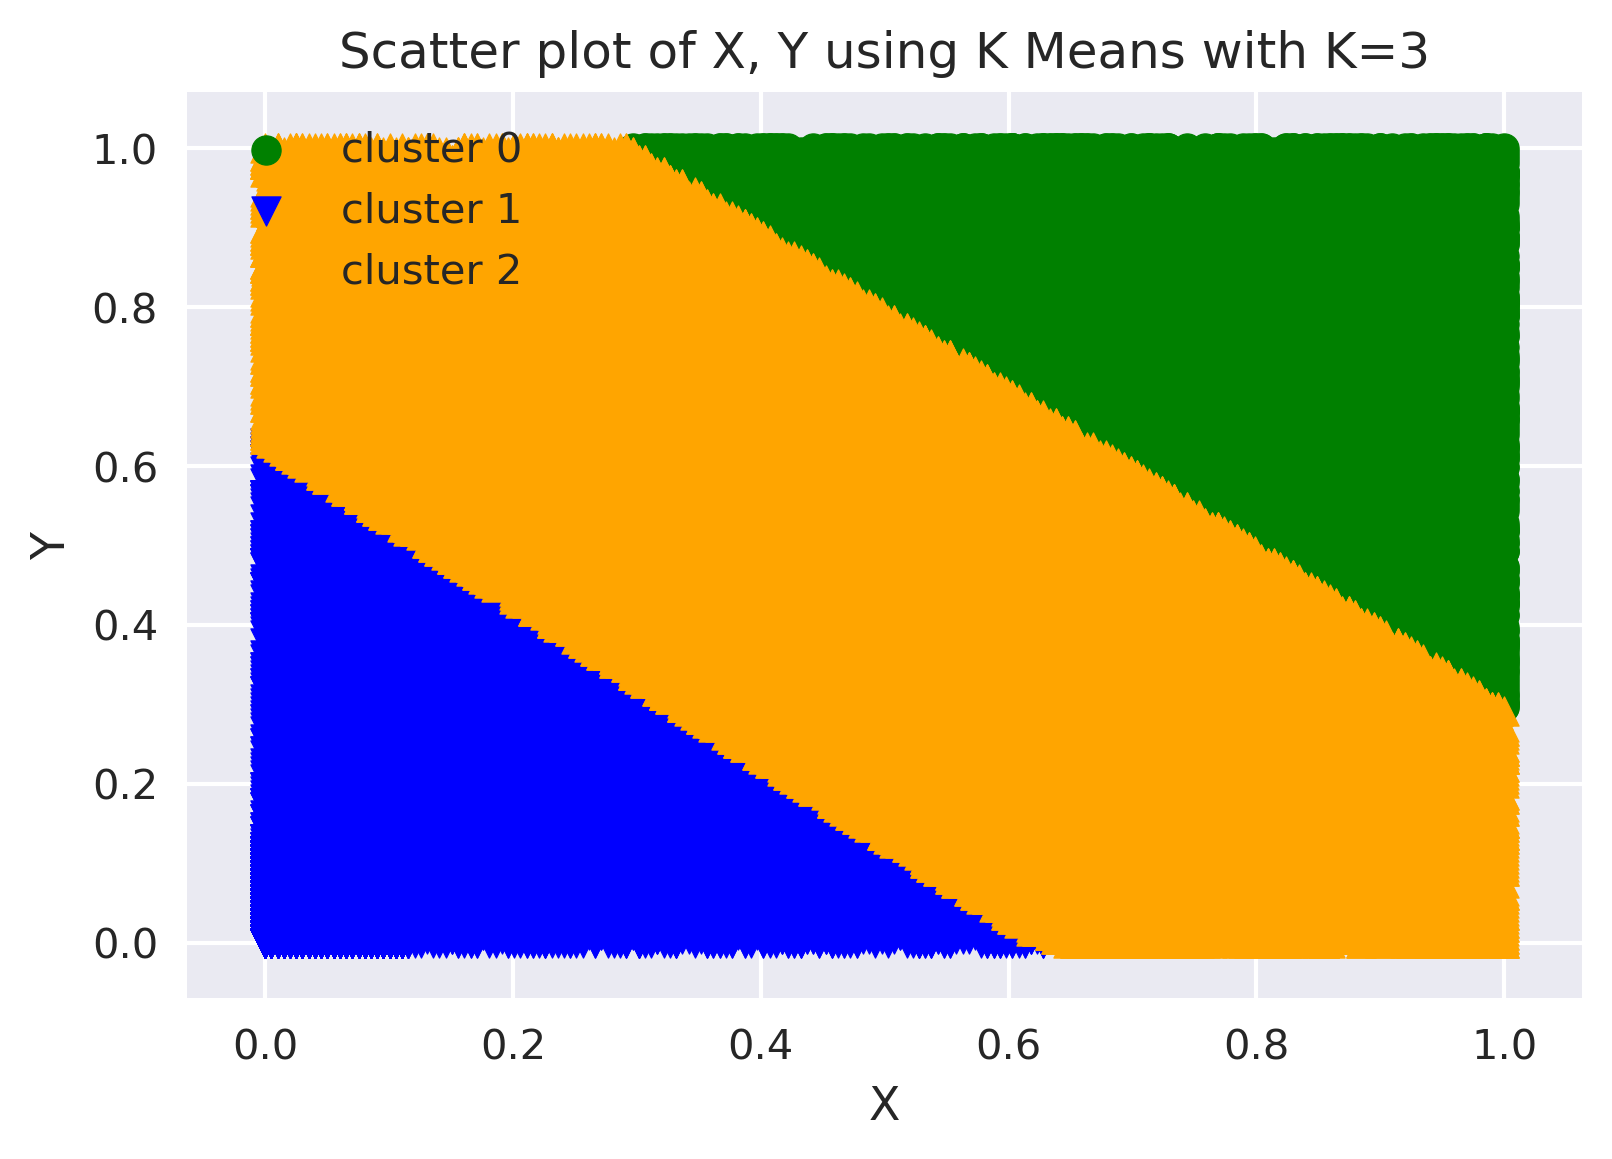 Scatter plot of X, Y using K Means with K=3
cluster 0
cluster 1
cluster 2
1.0
0.8
0.6
0.4
0.2
0.0
Y
0.0 0.2 0.4 0.6 0.8 1.0
X